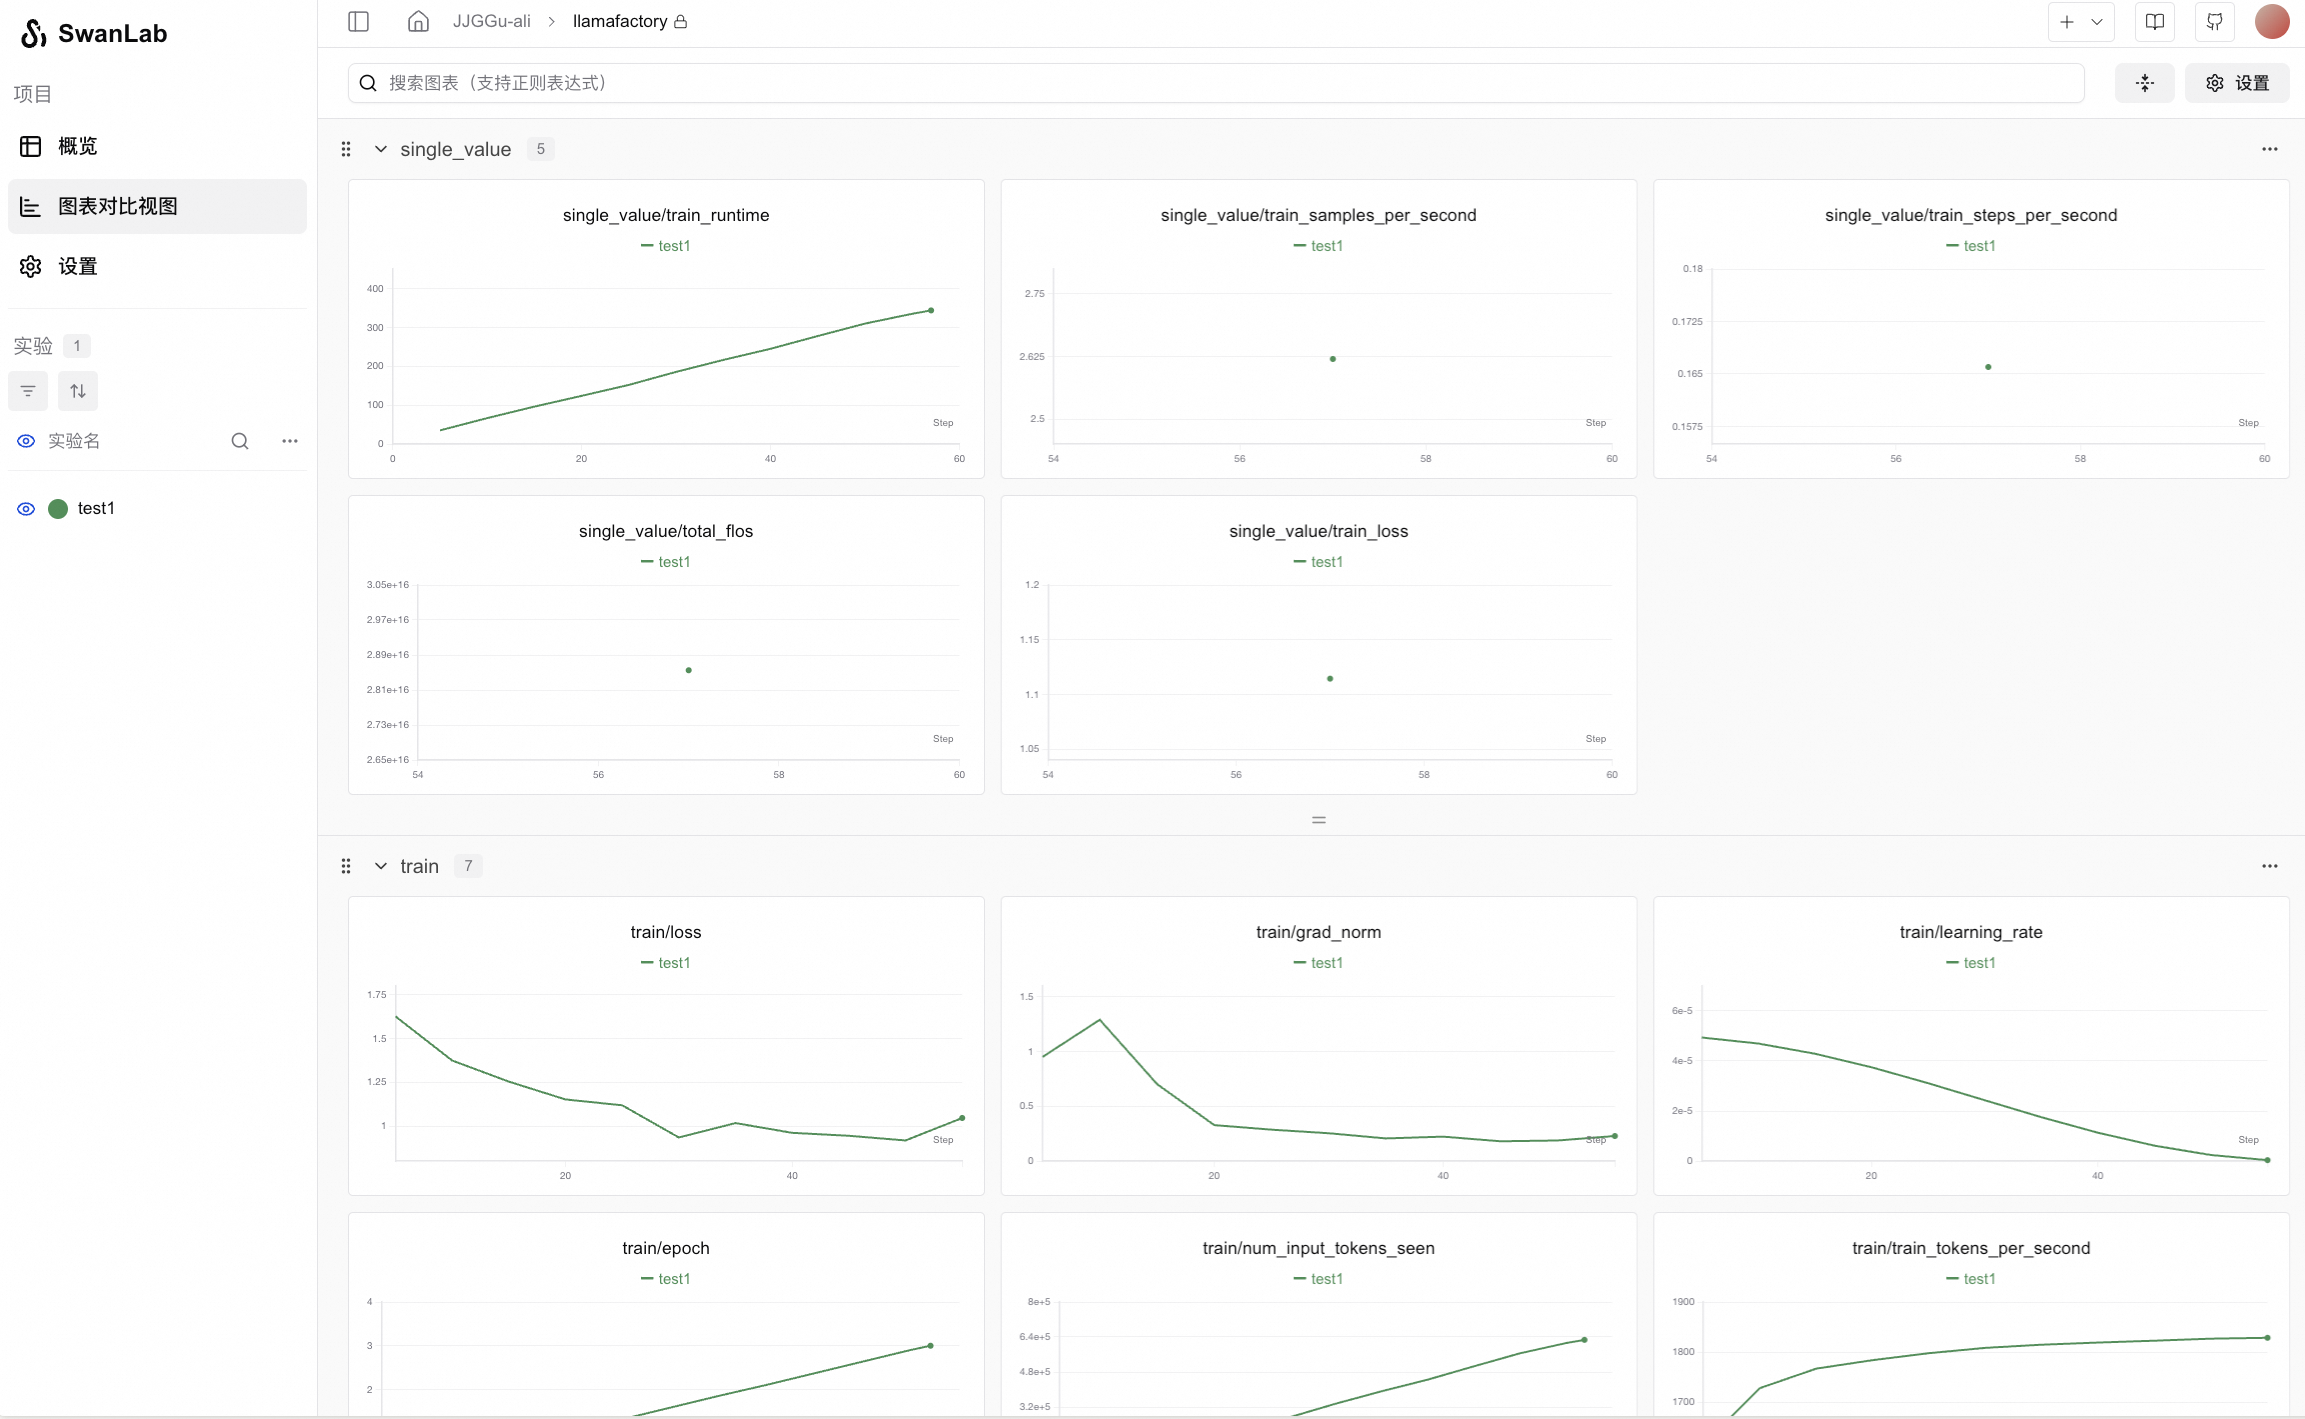 SwanLab
项目
概览
图表对比视图
设置
实验 1
实验名
test1
JJGGu-ali > llamafactory
搜索图表（支持正则表达式）
设置
single_value 5
single_value/train_runtime
test1
400
300
200
100
0
Step
0 20 40 60
single_value/train_samples_per_second
test1
2.75
2.625
2.5
Step
54 56 58 60
single_value/train_steps_per_second
test1
0.18
0.1725
0.165
0.1575
Step
54 56 58 60
single_value/total_flos
test1
3.05e+16
2.97e+16
2.89e+16
2.81e+16
2.73e+16
2.65e+16
Step
54 56 58 60
single_value/train_loss
test1
1.2
1.15
1.1
1.05
Step
54 56 58 60
train 7
train/loss
test1
1.75
1.5
1.25
1
Step
20 40
train/grad_norm
test1
1.5
1
0.5
0
Step
20 40
train/learning_rate
test1
6e-5
4e-5
2e-5
0
Step
20 40
train/epoch
test1
4
3
2
train/num_input_tokens_seen
test1
8e+5
6.4e+5
4.8e+5
3.2e+5
train/train_tokens_per_second
test1
1900
1800
1700